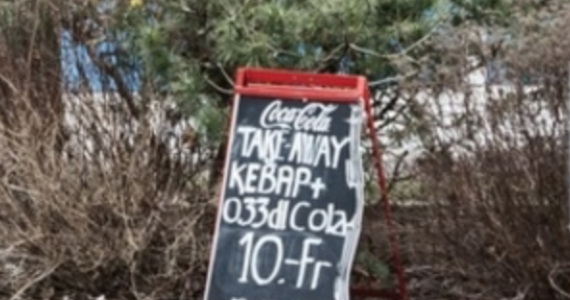 Coca-Cola
TAKE AWAY
KEBAP+
0.33dl Cola
10.-Fr